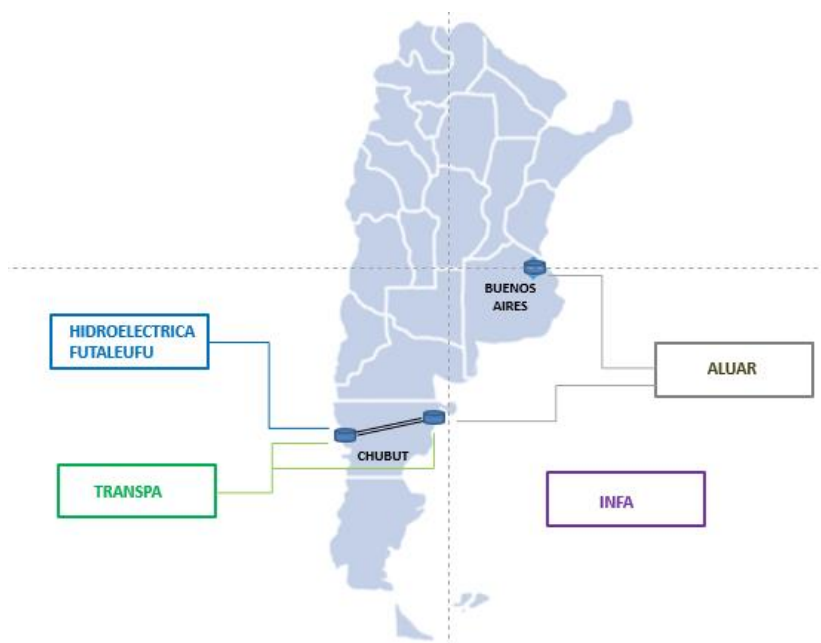 BUENOS
AIRES
HIDROELECTRICA
FUTALEUFU
ALUAR
CHUBUT
TRANSPA
INFA